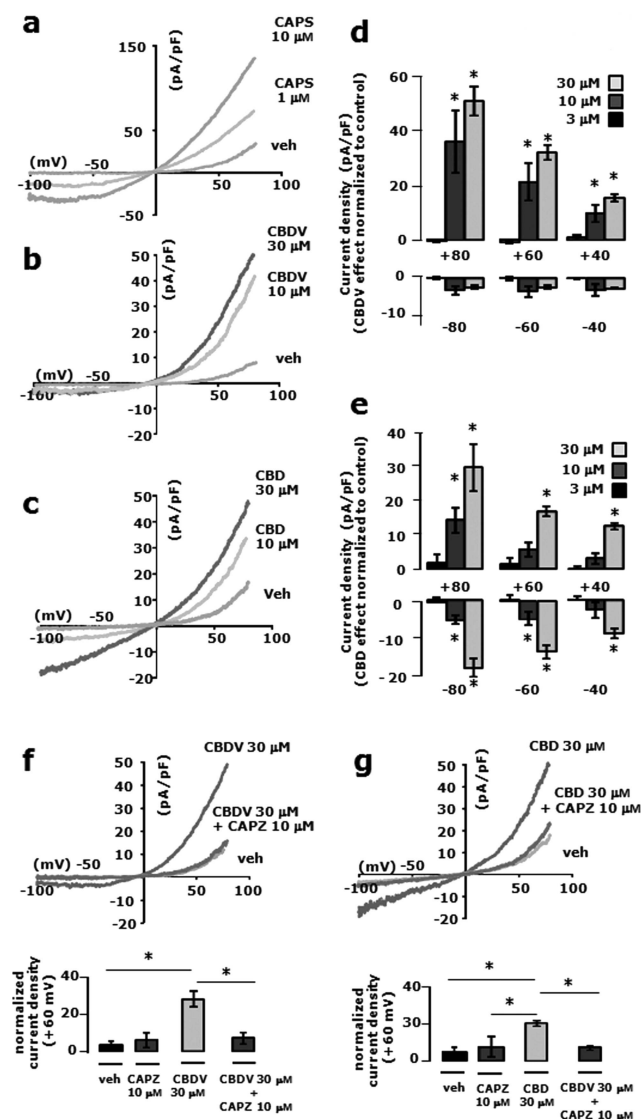 a
CAPS
10 µM
CAPS
1 µM
veh
(pA/pF)
150
50
-50
(mV)
-50
-100
0
50
100
b
CBDV
30 µM
CBDV
10 µM
veh
(pA/pF)
50
40
30
20
10
-10
-20
(mV)
-50
-100
0
50
100
c
CBD
30 µM
CBD
10 µM
Veh
(pA/pF)
50
40
30
20
10
-10
-20
(mV)
-50
-100
0
50
100
d
Current density (pA/pF)
(CBDV effect normalized to control)
60
40
20
0
-10
30 µM
10 µM
3 µM
* * * * * *
+80 +60 +40
-80 -60 -40
e
Current density (pA/pF)
(CBD effect normalized to control)
40
30
20
10
0
0
-10
-20
30 µM
10 µM
3 µM
* * * *
+80 +60 +40
* * * * *
-80 -60 -40
f
CBDV 30 µM
CBDV 30 µM
+ CAPZ 10 µM
veh
(pA/pF)
50
40
30
20
10
-10
-20
(mV)
-50
-100
0
50
100
normalized
current density
(+60 mV)
40
20
0
* *
veh CAPZ CBDV CBDV 30 µM
10 µM 30 µM +
CAPZ 10 µM
g
CBD 30 µM
CBD 30 µM
+ CAPZ 10 µM
veh
(pA/pF)
50
40
30
20
10
-10
-20
(mV)
-50
-100
0
50
100
normalized
current density
(+60 mV)
60
30
0
* * *
veh CAPZ CBD CBDV 30 µM
10 µM 30 µM +
CAPZ 10 µM